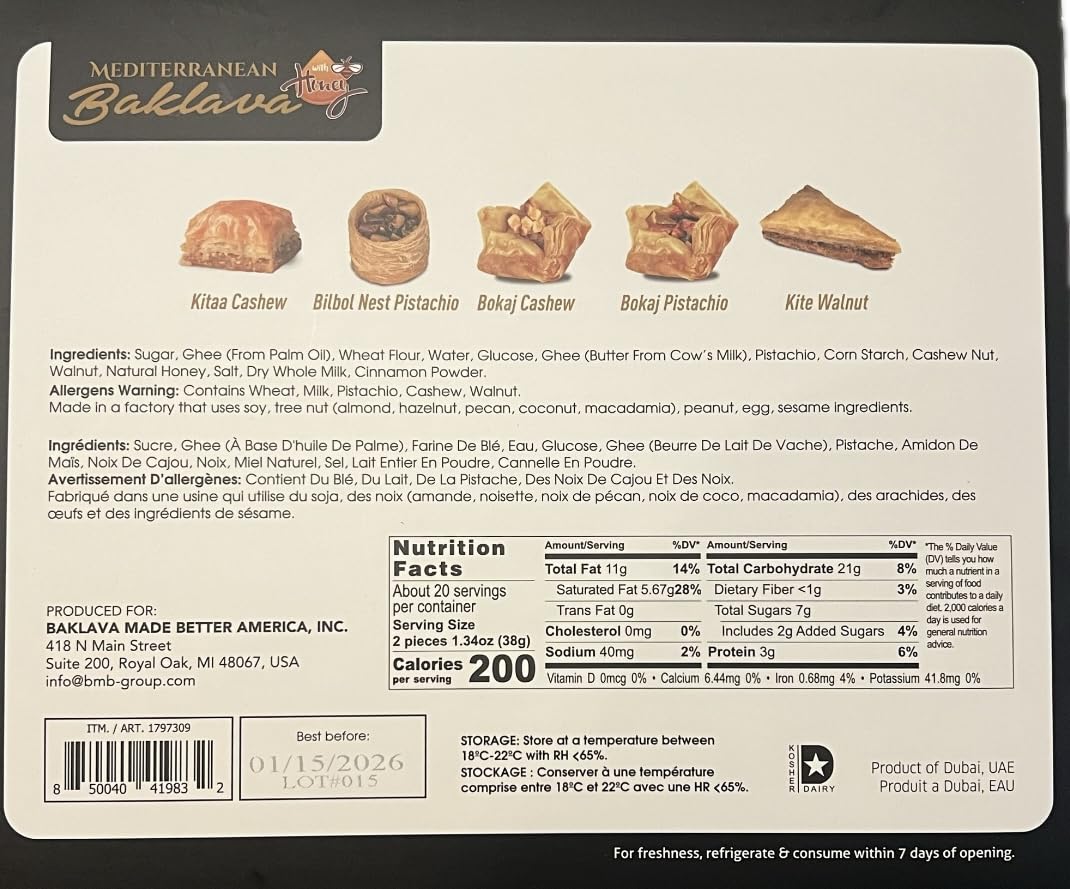 MEDITERRANEAN
Baklava
with
Honey
Kitaa Cashew
Bilbol Nest Pistachio
Bokaj Cashew
Bokaj Pistachio
Kite Walnut
Ingredients: Sugar, Ghee (From Palm Oil), Wheat Flour, Water, Glucose, Ghee (Butter From Cow's Milk), Pistachio, Corn Starch, Cashew Nut,
Walnut, Natural Honey, Salt, Dry Whole Milk, Cinnamon Powder.
Allergens Warning: Contains Wheat, Milk, Pistachio, Cashew, Walnut.
Made in a factory that uses soy, tree nut (almond, hazelnut, pecan, coconut, macadamia), peanut, egg, sesame ingredients.
Ingrédients: Sucre, Ghee (À Base D'huile De Palme), Farine De Blé, Eau, Glucose, Ghee (Beurre De Lait De Vache), Pistache, Amidon De
Maïs, Noix De Cajou, Noix, Miel Naturel, Sel, Lait Entier En Poudre, Cannelle En Poudre.
Avertissement D'allergènes: Contient Du Blé, Du Lait, De La Pistache, Des Noix De Cajou Et Des Noix.
Fabriqué dans une usine qui utilise du soja, des noix (amande, noisette, noix de pécan, noix de coco, macadamia), des arachides, des
œufs et des ingrédients de sésame.
PRODUCED FOR:
BAKLAVA MADE BETTER AMERICA, INC.
418 N Main Street
Suite 200, Royal Oak, MI 48067, USA
info@bmb-group.com
Nutrition
Facts
About 20 servings
per container
Serving Size
2 pieces 1.34oz (38g)
Calories 200
per serving
Amount/Serving %DV*
Total Fat 11g 14%
Saturated Fat 5.67g 28%
Trans Fat 0g
Cholesterol 0mg 0%
Sodium 40mg 2%
Amount/Serving %DV*
Total Carbohydrate 21g 8%
Dietary Fiber <1g 3%
Total Sugars 7g
Includes 2g Added Sugars 4%
Protein 3g 6%
Vitamin D 0mcg 0% • Calcium 6.44mg 0% • Iron 0.68mg 4% • Potassium 41.8mg 0%
*The % Daily Value
(DV) tells you how
much a nutrient in a
serving of food
contributes to a daily
diet. 2,000 calories a
day is used for
general nutrition
advice.
ITM. / ART. 1797309
8 50040 41983 2
Best before:
01/15/2026
LOT#015
STORAGE: Store at a temperature between
18ºC-22ºC with RH <65%.
STOCKAGE : Conserver à une température
comprise entre 18ºC et 22ºC avec une HR <65%.
KOSHER
D
DAIRY
Product of Dubai, UAE
Produit a Dubai, EAU
For freshness, refrigerate & consume within 7 days of opening.